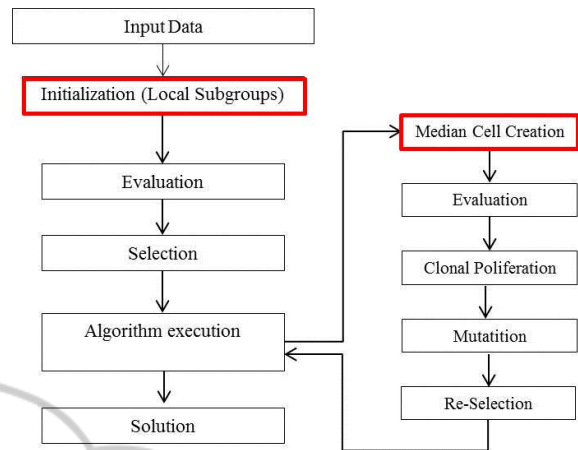 Input Data
Initialization (Local Subgroups)
Evaluation
Selection
Algorithm execution
Solution
Median Cell Creation
Evaluation
Clonal Poliferation
Mutatition
Re-Selection